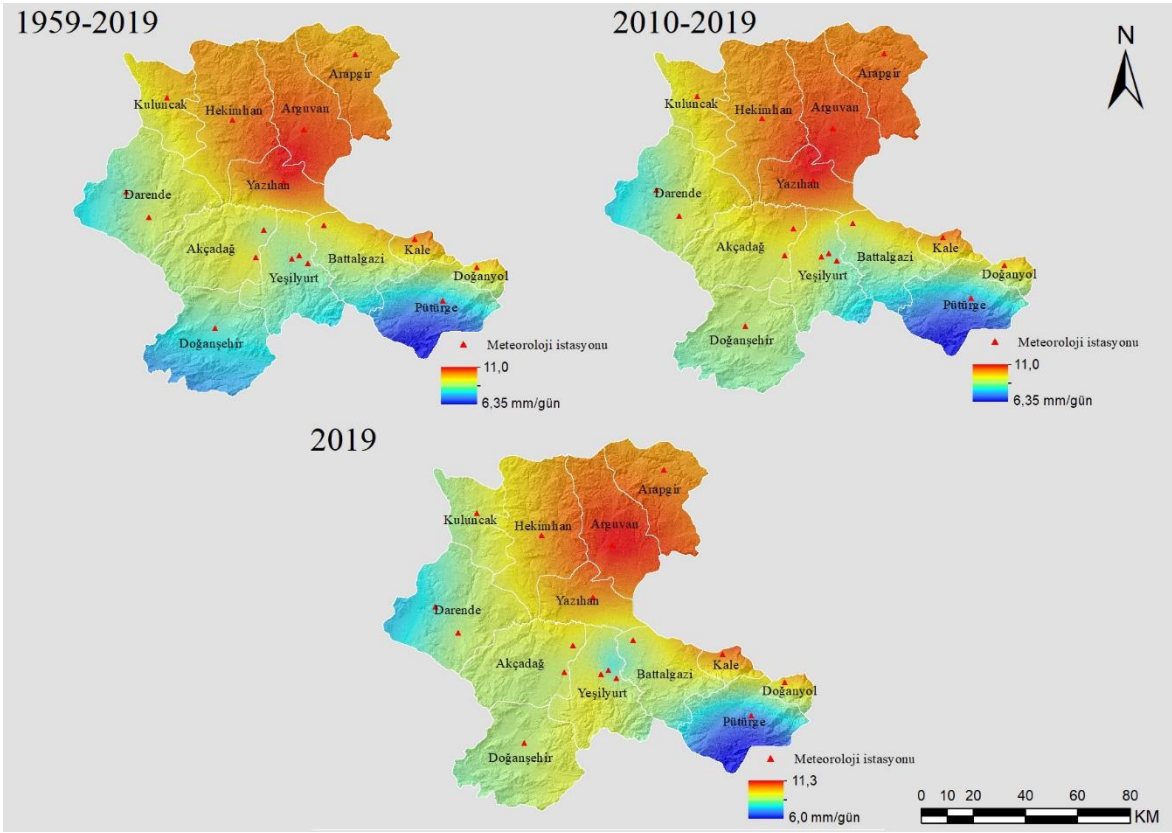 1959-2019
Arapgir
Kuluncak
Hekimhan
Arguvan
Yazıhan
Darende
Akçadağ
Battalgazi
Kale
Yeşilyurt
Doğanyol
Pütürge
Doğanşehir
Meteoroloji istasyonu
11,0
6,35 mm/gün
2010-2019
N
Arapgir
Kuluncak
Hekimhan
Arguvan
Yazıhan
Darende
Akçadağ
Battalgazi
Kale
Yeşilyurt
Doğanyol
Pütürge
Doğanşehir
Meteoroloji istasyonu
11,0
6,35 mm/gün
2019
Arapgir
Kuluncak
Hekimhan
Arguvan
Yazıhan
Darende
Akçadağ
Battalgazi
Kale
Yeşilyurt
Doğanyol
Pütürge
Doğanşehir
Meteoroloji istasyonu
11,3
6,0 mm/gün
0 10 20 40 60 80
KM